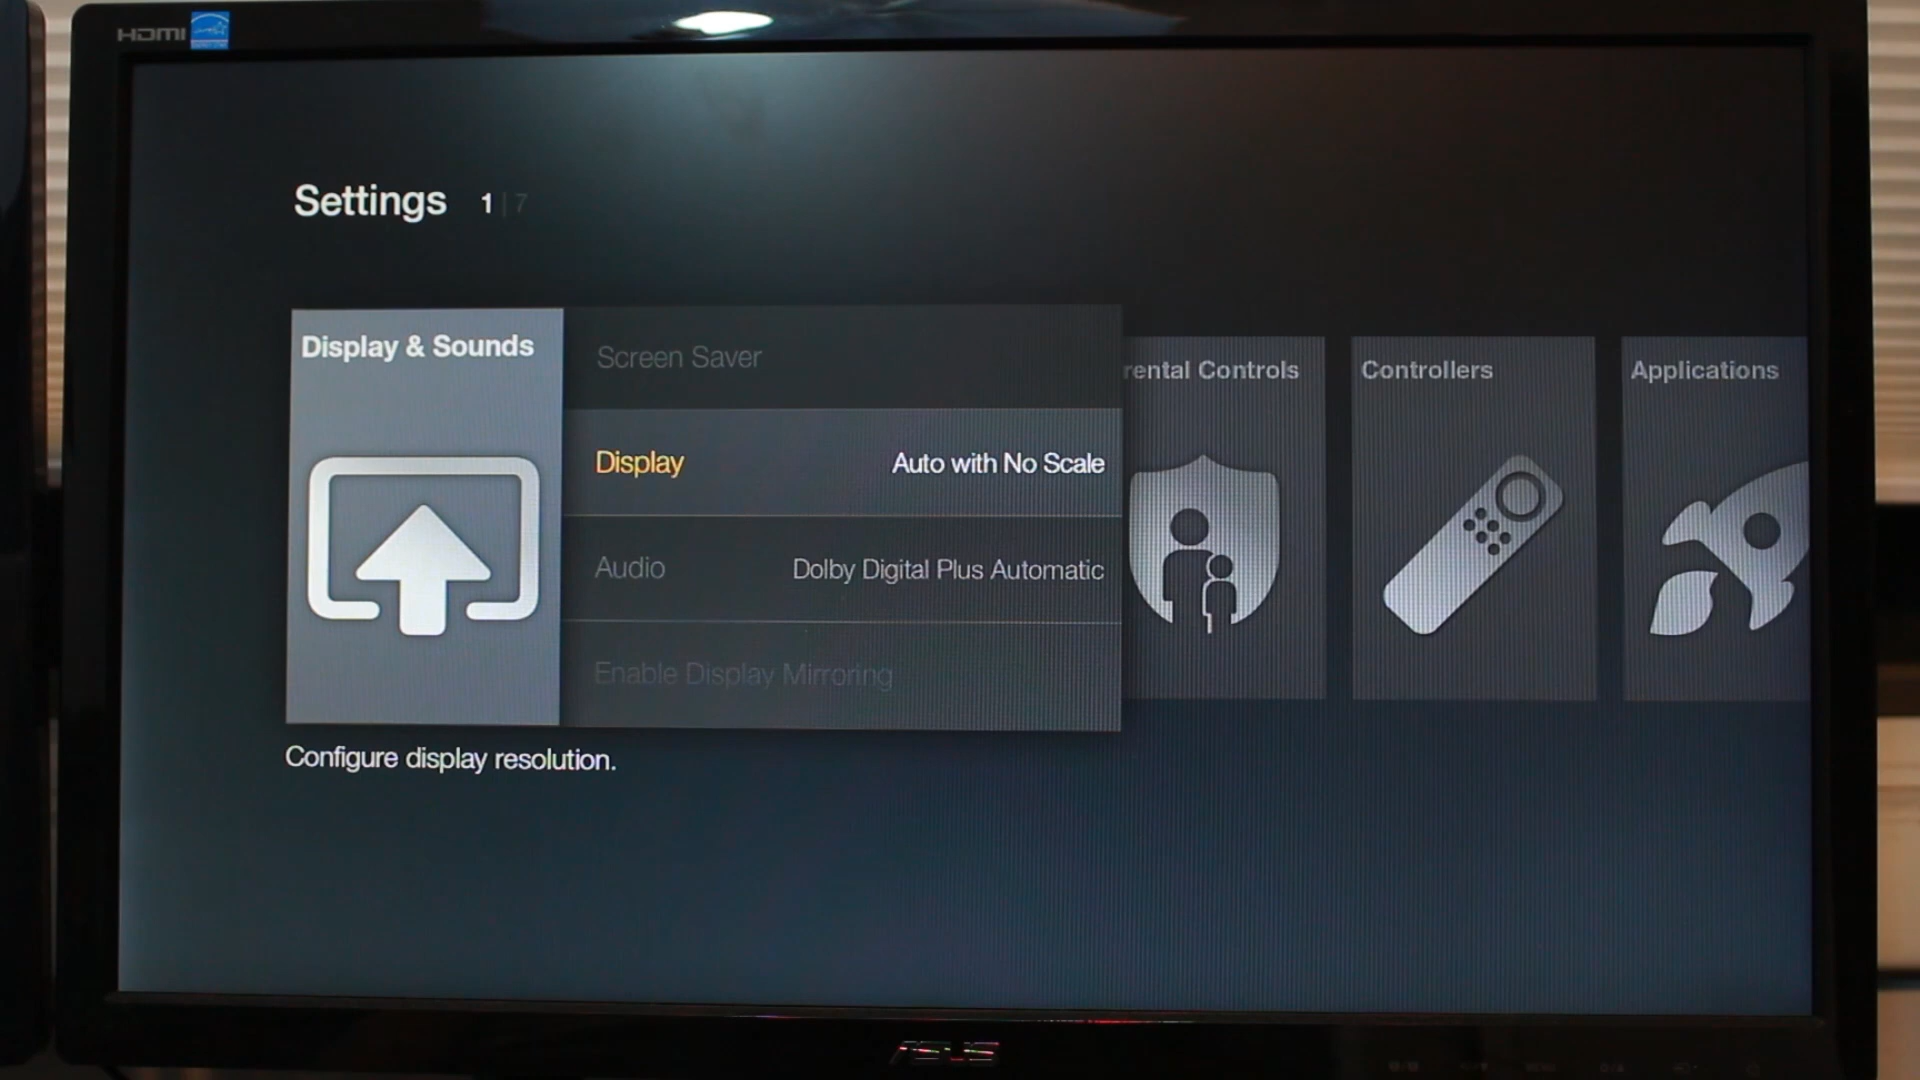 HDMI
Settings 1 | 7
Display & Sounds
Screen Saver
Display Auto with No Scale
Audio Dolby Digital Plus Automatic
Enable Display Mirroring
rental Controls
Controllers
Applications
Configure display resolution.
ASUS
MENU